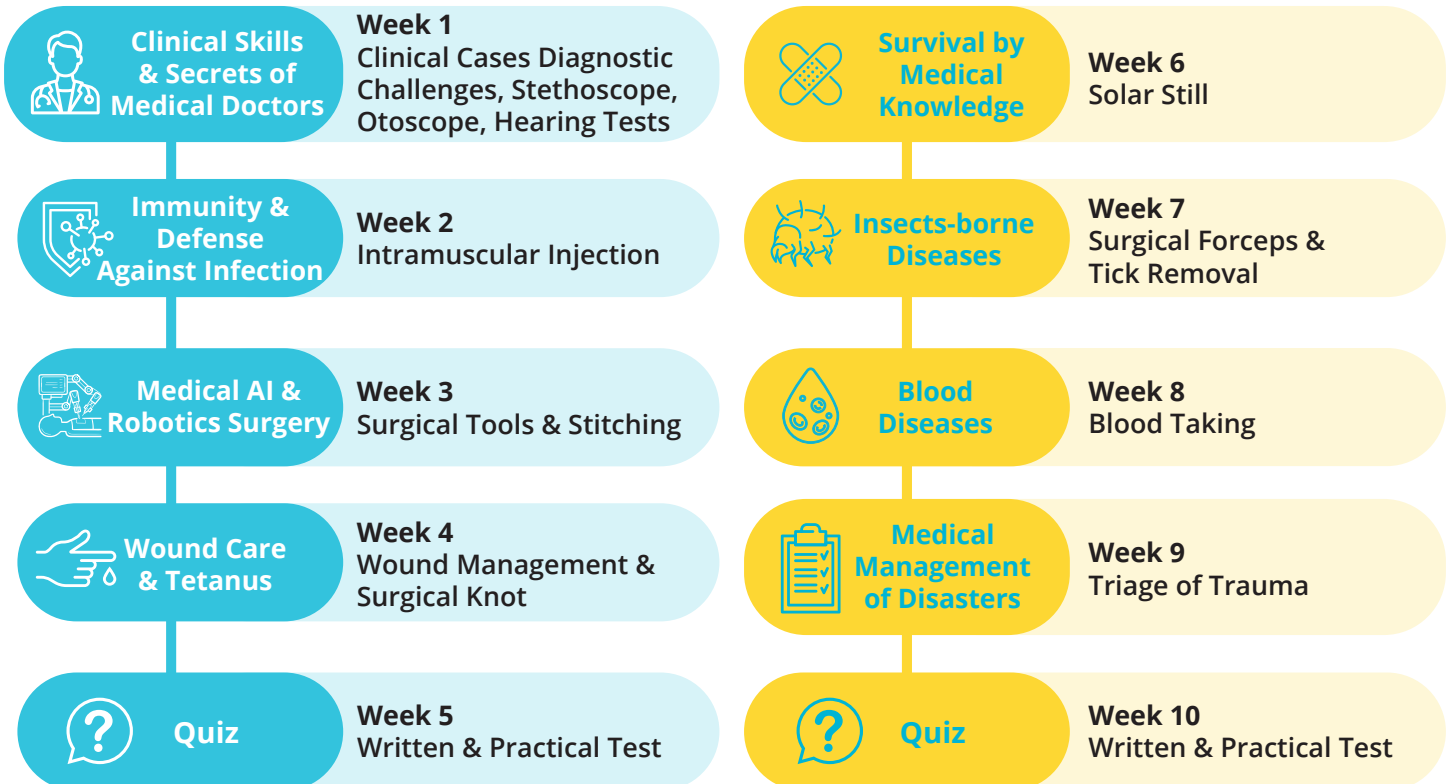 Clinical Skills
& Secrets of
Medical Doctors
Week 1
Clinical Cases Diagnostic
Challenges, Stethoscope,
Otoscope, Hearing Tests
Immunity &
Defense
Against Infection
Week 2
Intramuscular Injection
Medical AI &
Robotics Surgery
Week 3
Surgical Tools & Stitching
Wound Care
& Tetanus
Week 4
Wound Management &
Surgical Knot
?
Quiz
Week 5
Written & Practical Test
Survival by
Medical
Knowledge
Week 6
Solar Still
Insects-borne
Diseases
Week 7
Surgical Forceps &
Tick Removal
Blood
Diseases
Week 8
Blood Taking
Medical
Management
of Disasters
Week 9
Triage of Trauma
?
Quiz
Week 10
Written & Practical Test